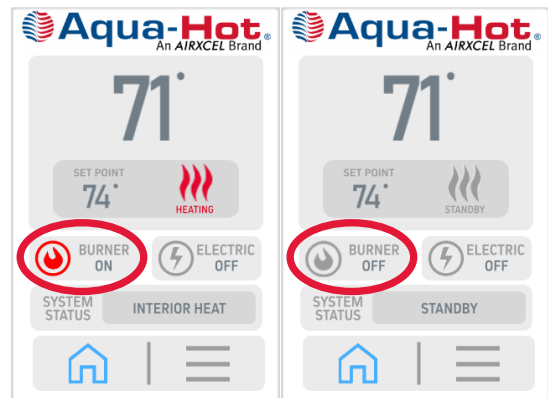 Aqua-Hot®
An AIRXCEL Brand
71°
SET POINT
74°
HEATING
BURNER
ON
ELECTRIC
OFF
SYSTEM
STATUS
INTERIOR HEAT
Aqua-Hot®
An AIRXCEL Brand
71°
SET POINT
74°
STANDBY
BURNER
OFF
ELECTRIC
OFF
SYSTEM
STATUS
STANDBY